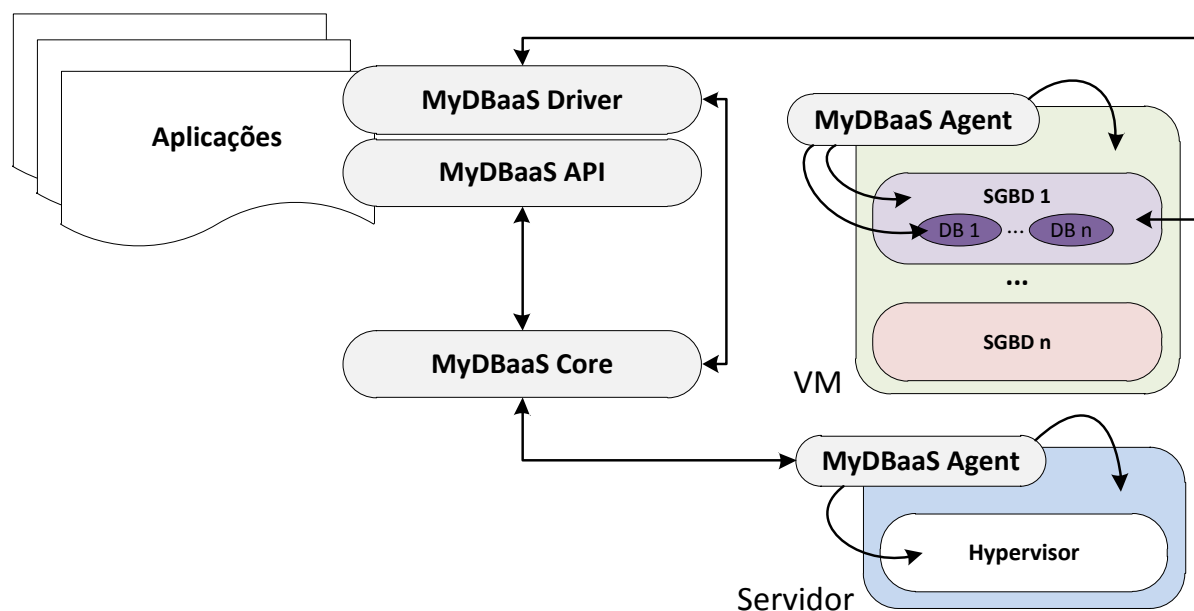 Aplicações
MyDBaaS Driver
MyDBaaS API
MyDBaaS Core
MyDBaaS Agent
SGBD 1
DB 1 ... DB n
...
SGBD n
VM
MyDBaaS Agent
Hypervisor
Servidor